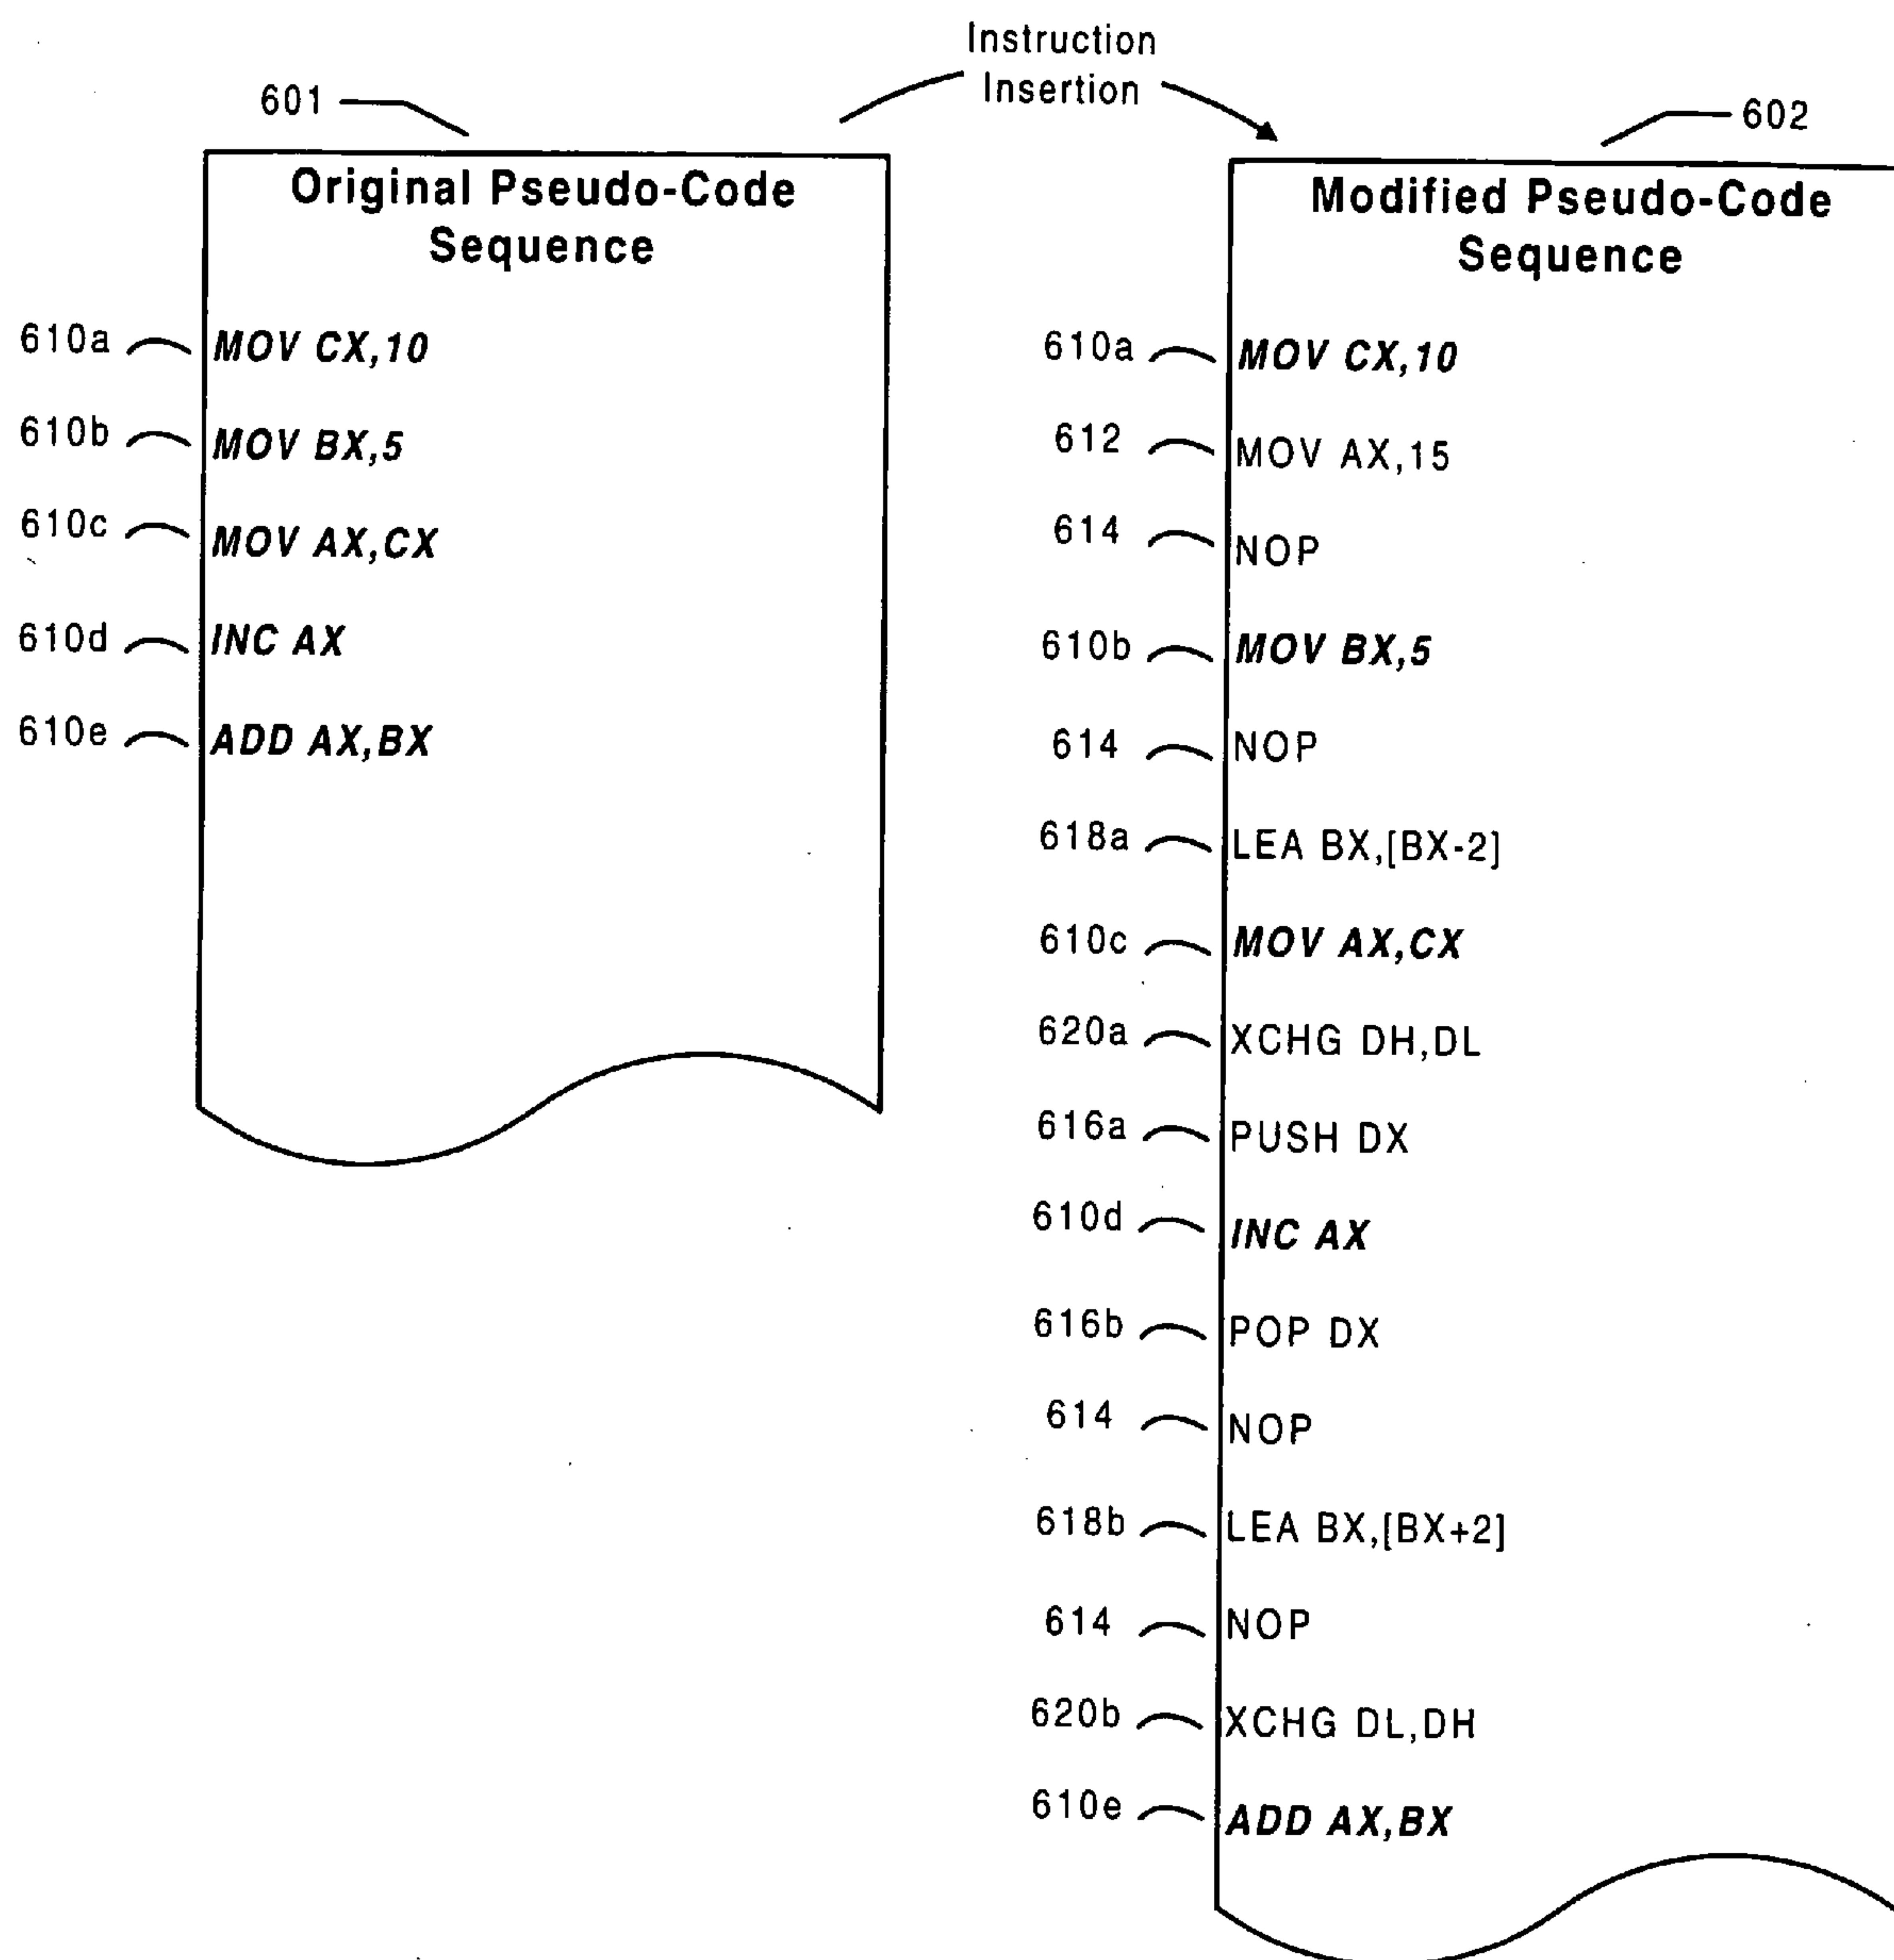 Instruction
Insertion
601
602
Original Pseudo-Code
Sequence
610a MOV CX,10
610b MOV BX,5
610c MOV AX,CX
610d INC AX
610e ADD AX,BX
Modified Pseudo-Code
Sequence
610a MOV CX,10
612 MOV AX,15
614 NOP
610b MOV BX,5
614 NOP
618a LEA BX,[BX-2]
610c MOV AX,CX
620a XCHG DH,DL
616a PUSH DX
610d INC AX
616b POP DX
614 NOP
618b LEA BX,[BX+2]
614 NOP
620b XCHG DL,DH
610e ADD AX,BX